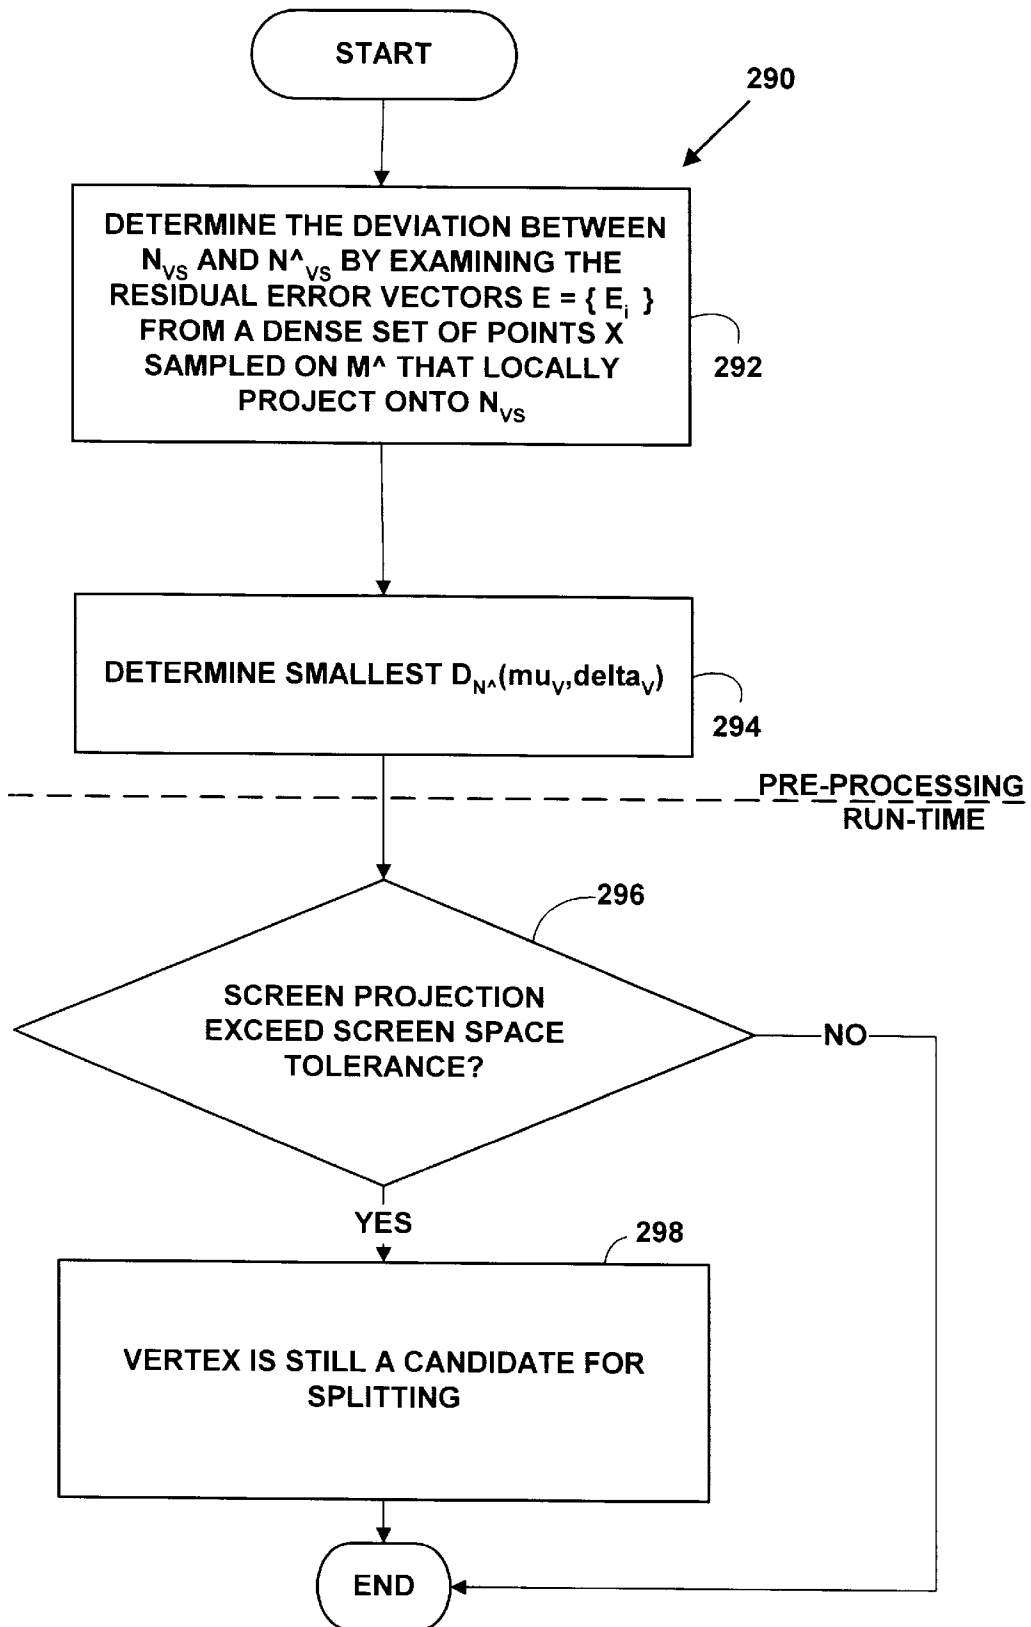 START
290
DETERMINE THE DEVIATION BETWEEN
N_VS AND N^_VS BY EXAMINING THE
RESIDUAL ERROR VECTORS E = { E_i }
FROM A DENSE SET OF POINTS X
SAMPLED ON M^ THAT LOCALLY
PROJECT ONTO N_VS
292
DETERMINE SMALLEST D_N^(mu_V,delta_V)
294
PRE-PROCESSING
RUN-TIME
296
SCREEN PROJECTION
EXCEED SCREEN SPACE
TOLERANCE?
NO
YES
298
VERTEX IS STILL A CANDIDATE FOR
SPLITTING
END